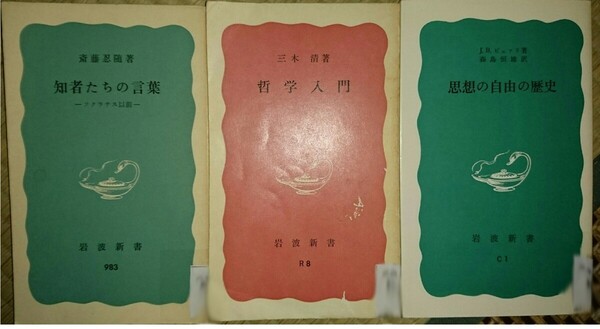 斎藤忍随著
知者たちの言葉
―ソクラテス以前―
岩波新書
983
三木清著
哲学入門
岩波新書
R8
J.B.ビュァリ著
森島恒雄訳
思想の自由の歴史
岩波新書
C1